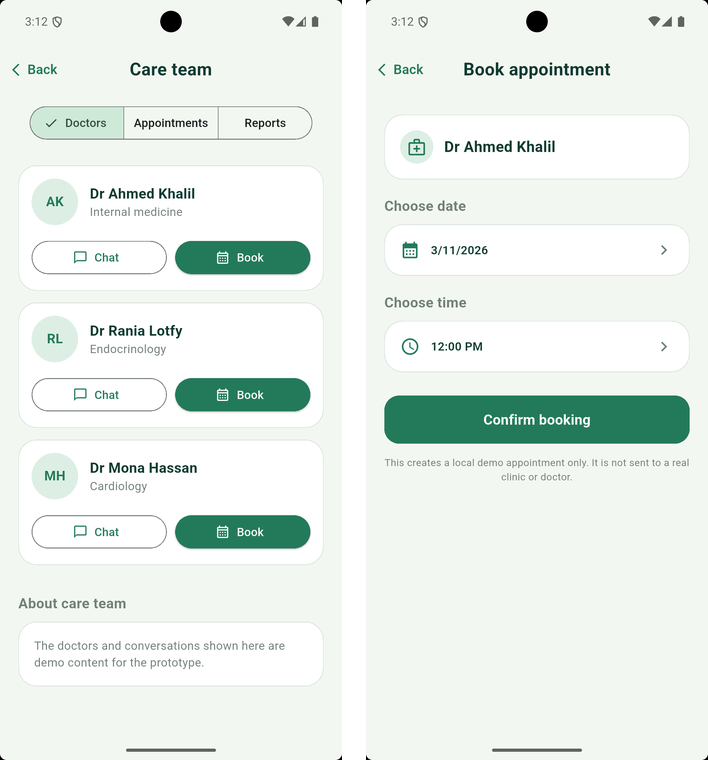 3:12
Back
Care team
Doctors
Appointments
Reports
AK
Dr Ahmed Khalil
Internal medicine
Chat
Book
RL
Dr Rania Lotfy
Endocrinology
Chat
Book
MH
Dr Mona Hassan
Cardiology
Chat
Book
About care team
The doctors and conversations shown here are
demo content for the prototype.
3:12
Back
Book appointment
Dr Ahmed Khalil
Choose date
3/11/2026
Choose time
12:00 PM
Confirm booking
This creates a local demo appointment only. It is not sent to a real
clinic or doctor.